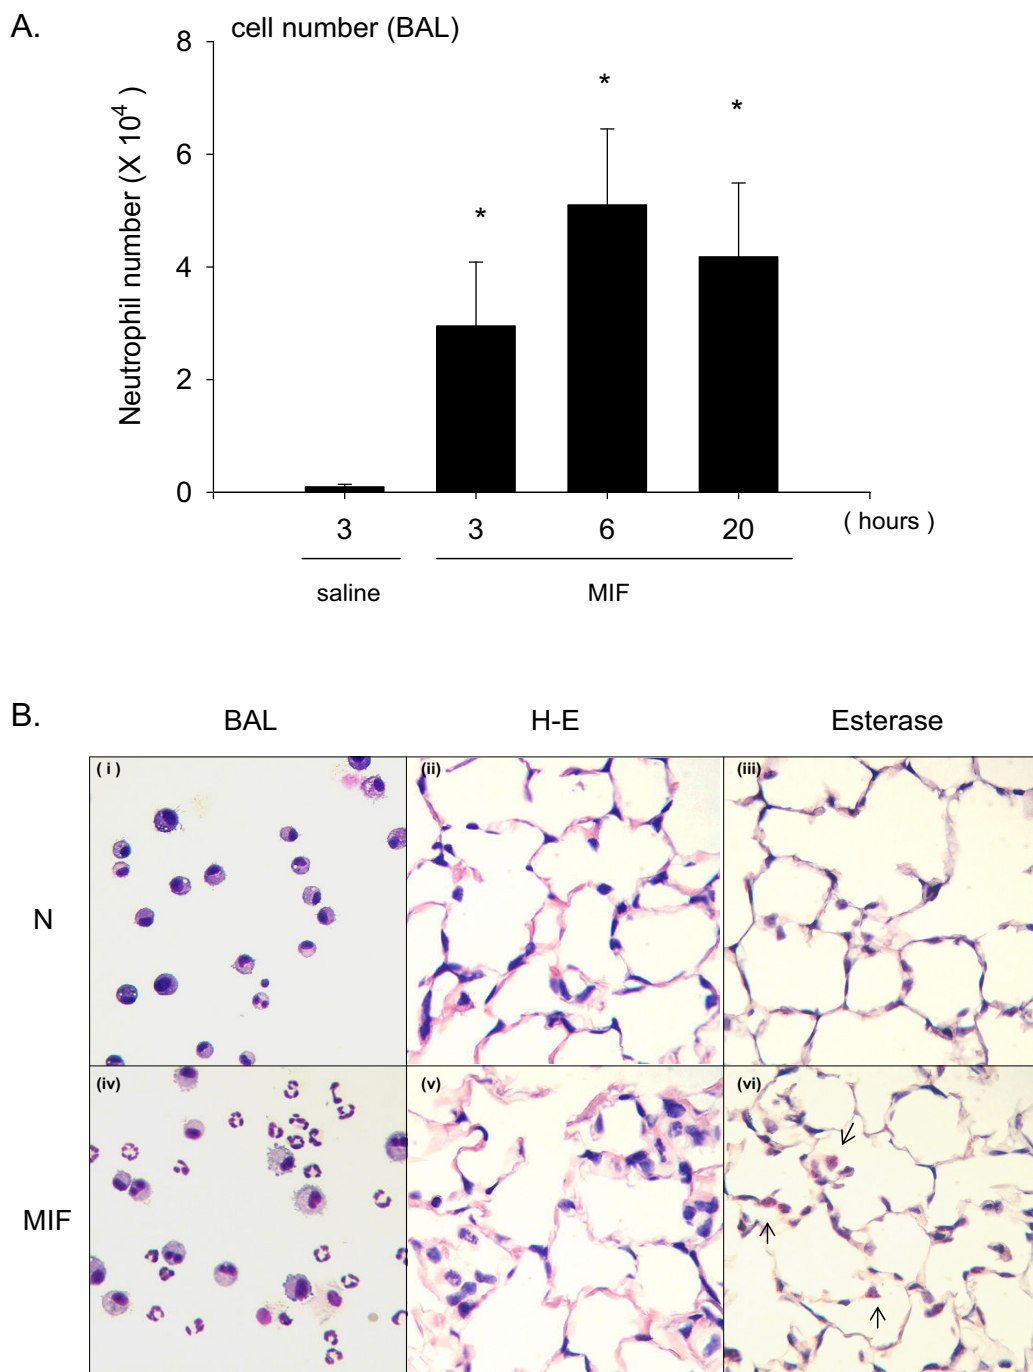 A.
cell number (BAL)
8
6
4
2
0
Neutrophil number (X 10⁴)
*
*
*
3
3
6
20
( hours )
saline
MIF
B.
BAL
H-E
Esterase
N
( i )
(ii)
(iii)
MIF
(iv)
(v)
(vi)